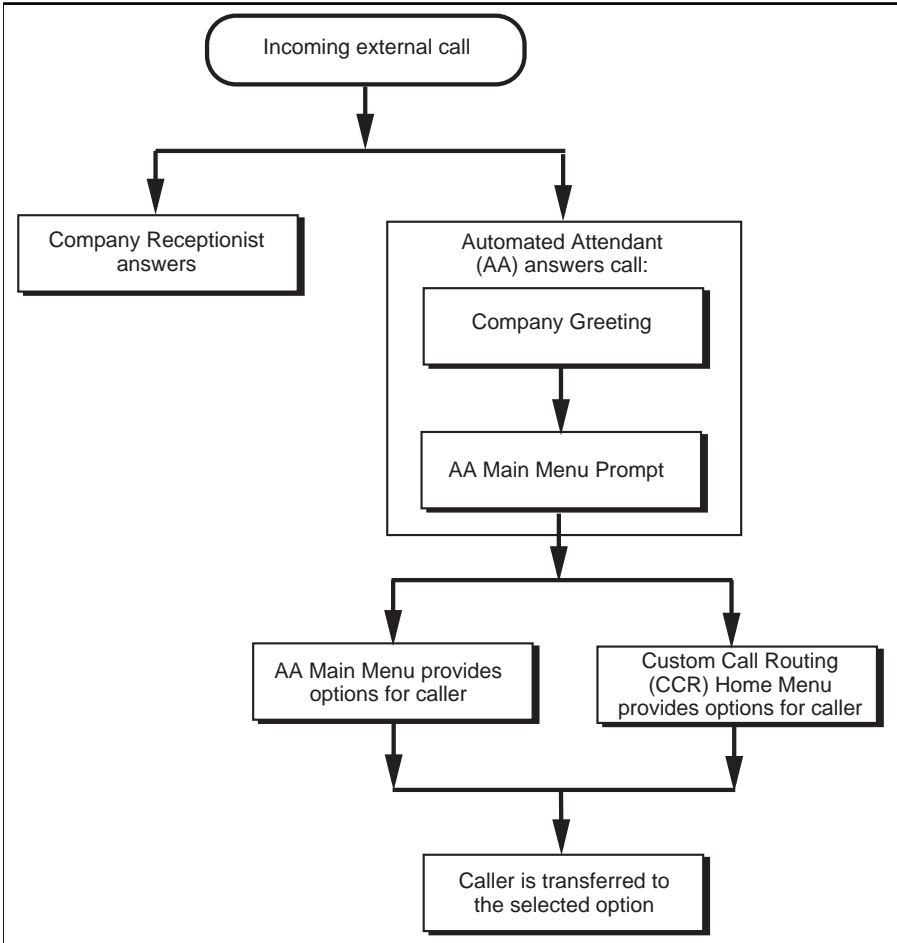 Incoming external call
Company Receptionist
answers
Automated Attendant
(AA) answers call:
Company Greeting
AA Main Menu Prompt
AA Main Menu provides
options for caller
Custom Call Routing
(CCR) Home Menu
provides options for caller
Caller is transferred to
the selected option